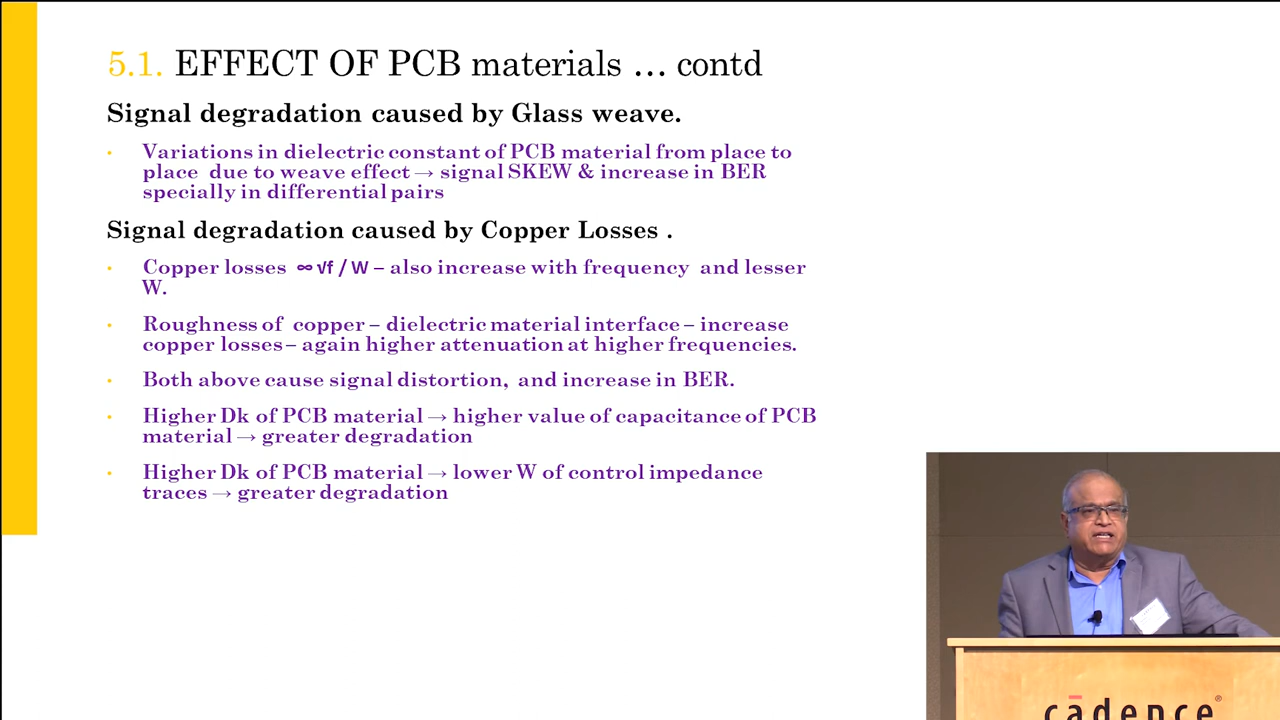 5.1. EFFECT OF PCB materials … contd
Signal degradation caused by Glass weave.
• Variations in dielectric constant of PCB material from place to
place due to weave effect → signal SKEW & increase in BER
specially in differential pairs
Signal degradation caused by Copper Losses .
• Copper losses ∞ √f / W – also increase with frequency and lesser
W.
• Roughness of copper – dielectric material interface – increase
copper losses – again higher attenuation at higher frequencies.
• Both above cause signal distortion, and increase in BER.
• Higher Dk of PCB material → higher value of capacitance of PCB
material → greater degradation
• Higher Dk of PCB material → lower W of control impedance
traces → greater degradation
cādence®